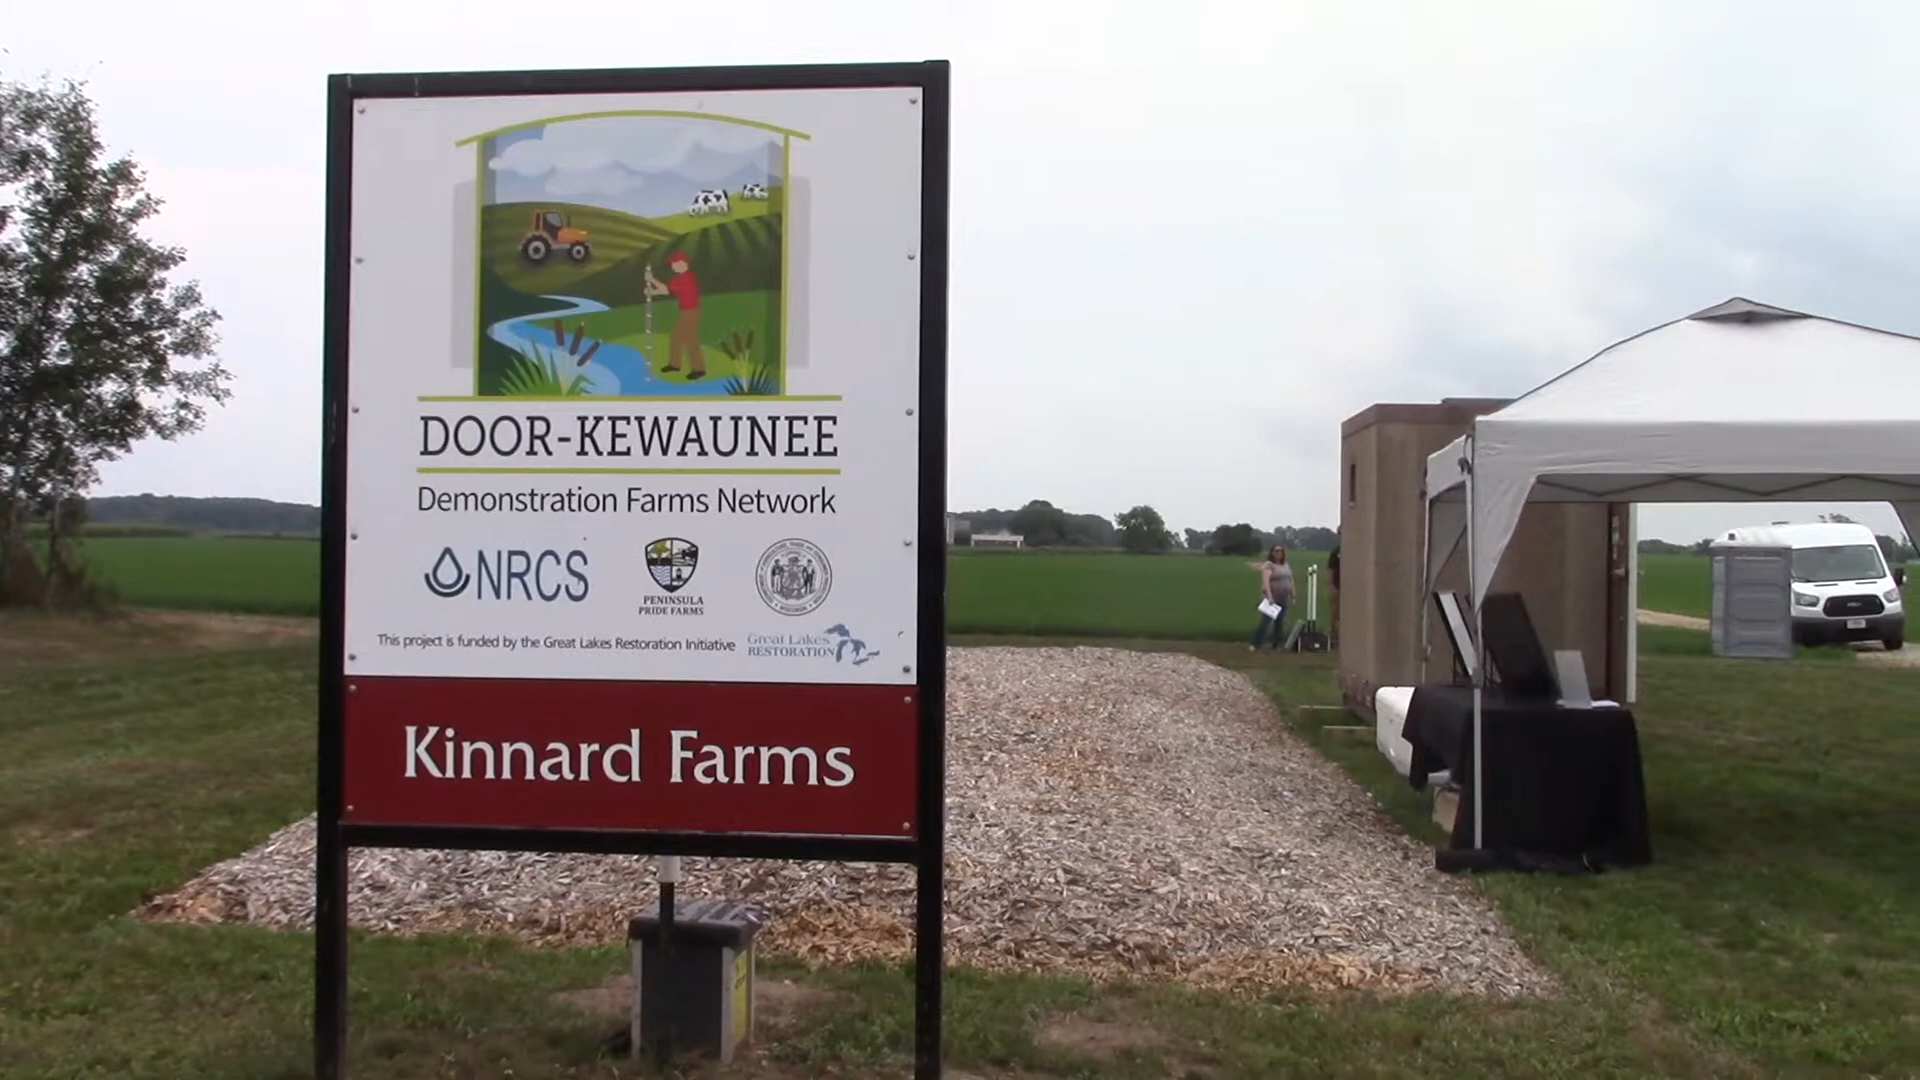 DOOR-KEWAUNEE
Demonstration Farms Network
NRCS
PENINSULA
PRIDE FARMS
This project is funded by the Great Lakes Restoration Initiative
Great Lakes
RESTORATION
Kinnard Farms